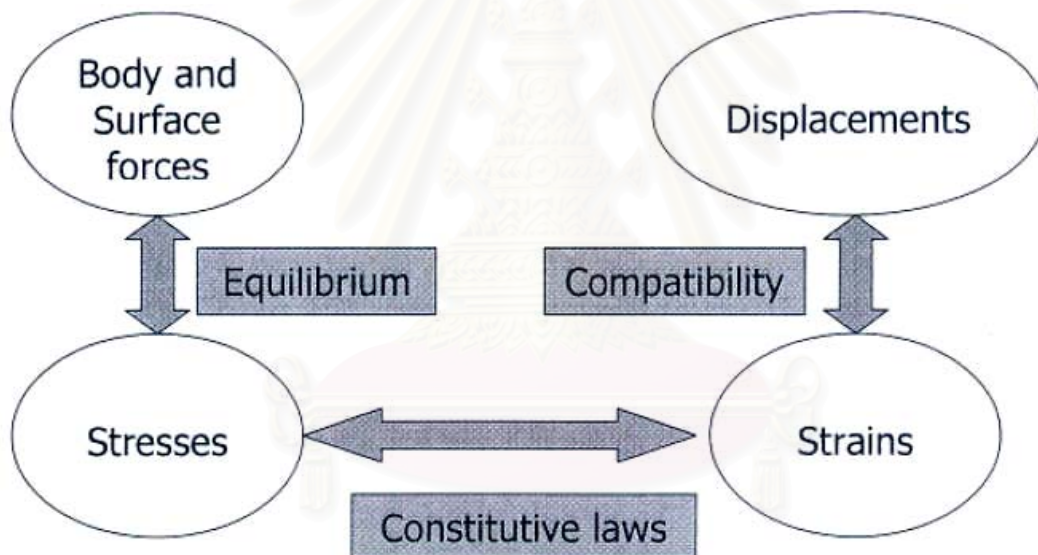 Body and
Surface
forces
Displacements
Equilibrium
Compatibility
Stresses
Strains
Constitutive laws